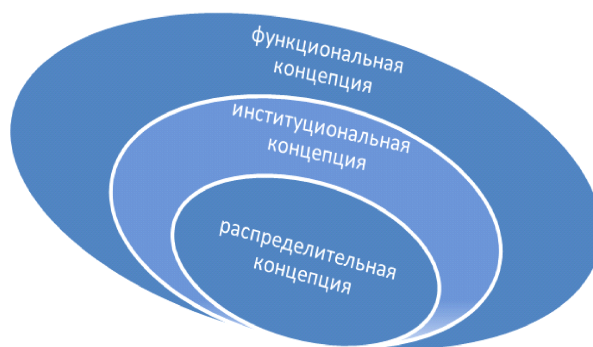 функциональная
концепция
институциональная
концепция
распределительная
концепция